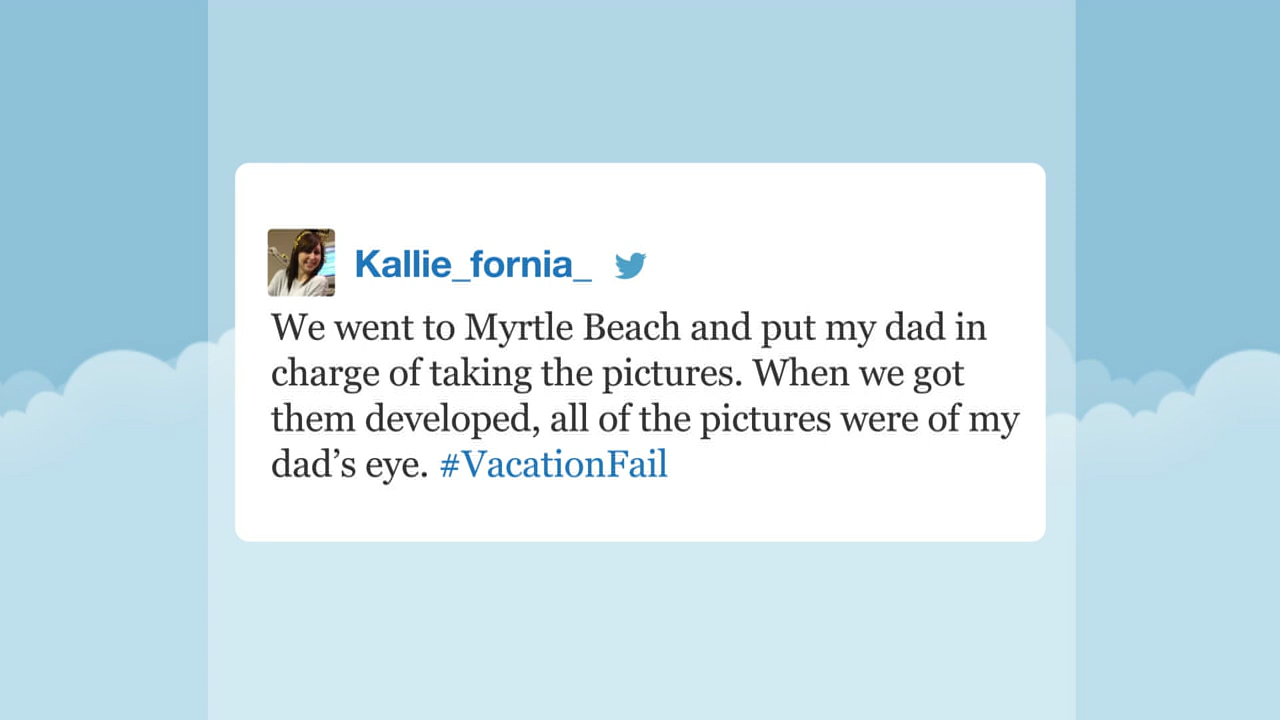 Kallie_fornia_
We went to Myrtle Beach and put my dad in
charge of taking the pictures. When we got
them developed, all of the pictures were of my
dad’s eye. #VacationFail